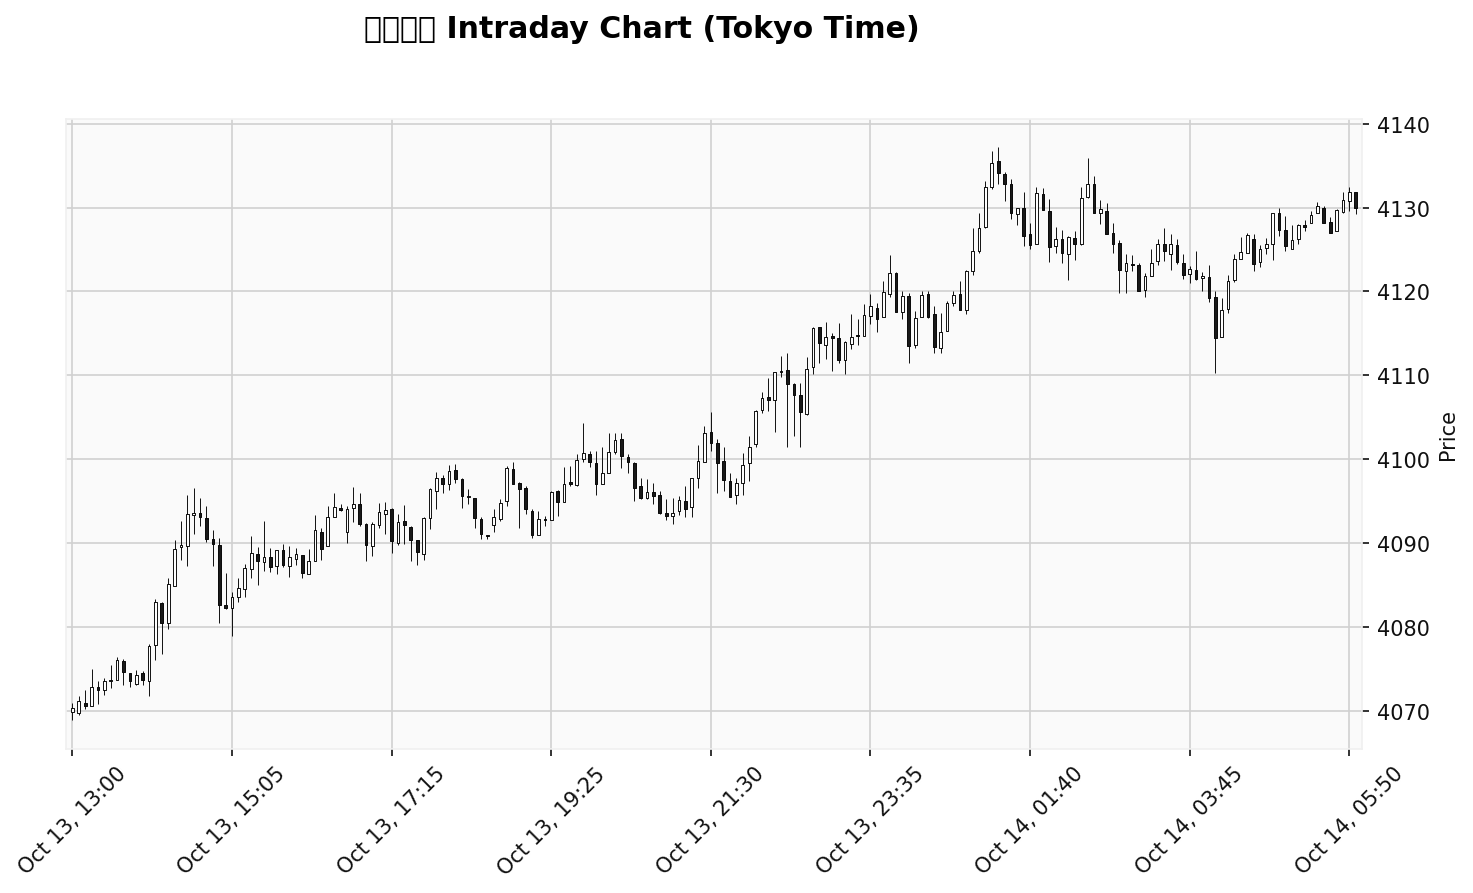 Intraday Chart (Tokyo Time)
4140
4130
4120
4110
4100
4090
4080
4070
Price
Oct 13, 13:00
Oct 13, 15:05
Oct 13, 17:15
Oct 13, 19:25
Oct 13, 21:30
Oct 13, 23:35
Oct 14, 01:40
Oct 14, 03:45
Oct 14, 05:50